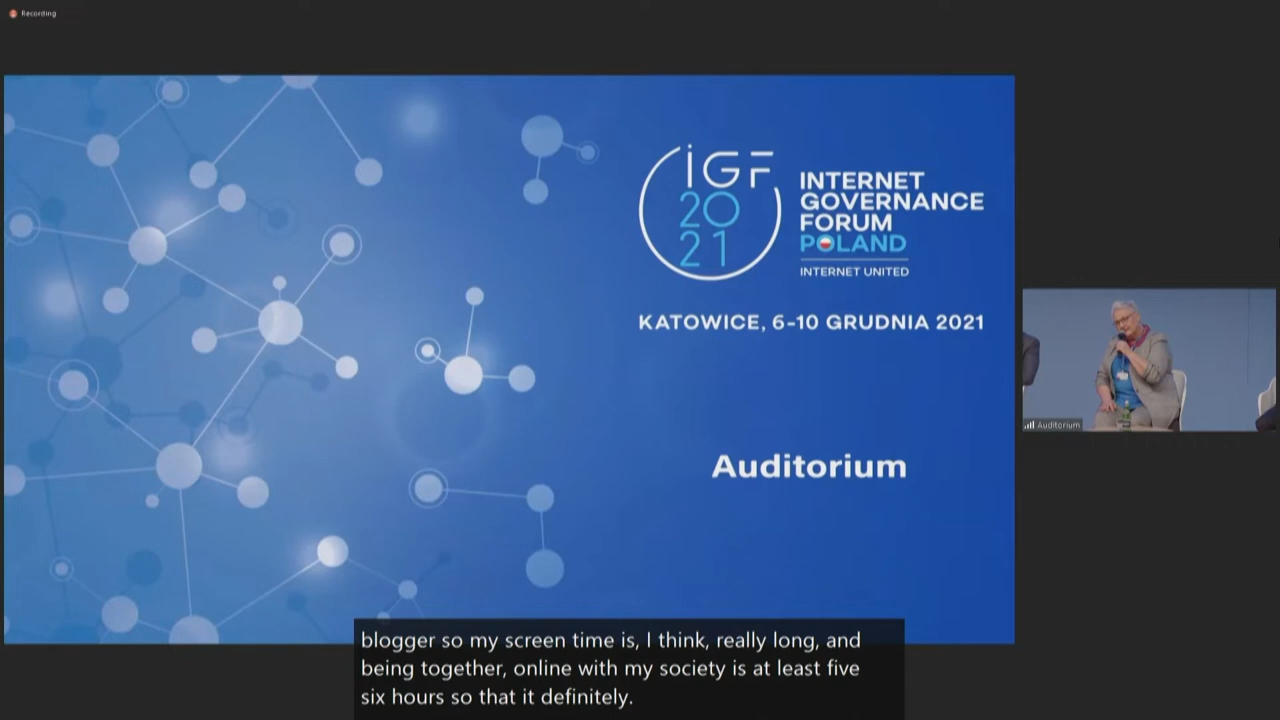 Recording
iGF
20
21
INTERNET
GOVERNANCE
FORUM
POLAND
INTERNET UNITED
KATOWICE, 6-10 GRUDNIA 2021
Auditorium
Auditorium
blogger so my screen time is, I think, really long, and
being together, online with my society is at least five
six hours so that it definitely.